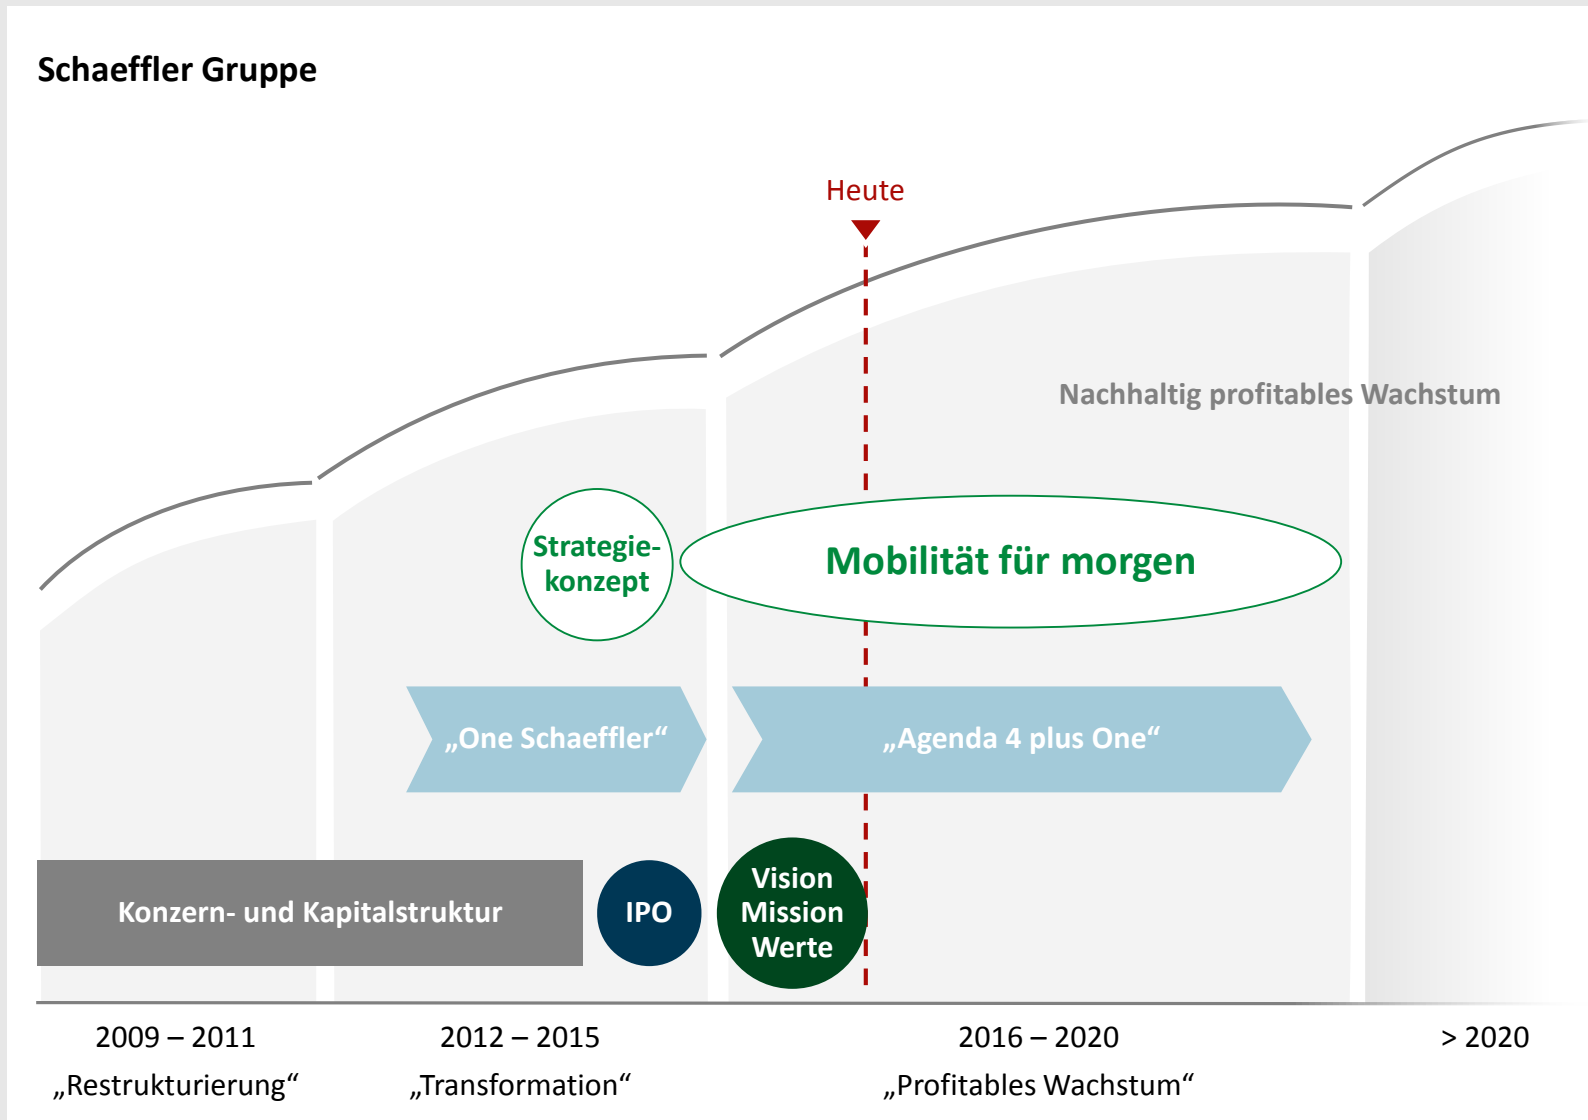 Schaeffler Gruppe
Heute
Nachhaltig profitables Wachstum
Strategie-
konzept
Mobilität für morgen
„One Schaeffler“
„Agenda 4 plus One“
Konzern- und Kapitalstruktur
IPO
Vision
Mission
Werte
2009 – 2011
„Restrukturierung“
2012 – 2015
„Transformation“
2016 – 2020
„Profitables Wachstum“
> 2020